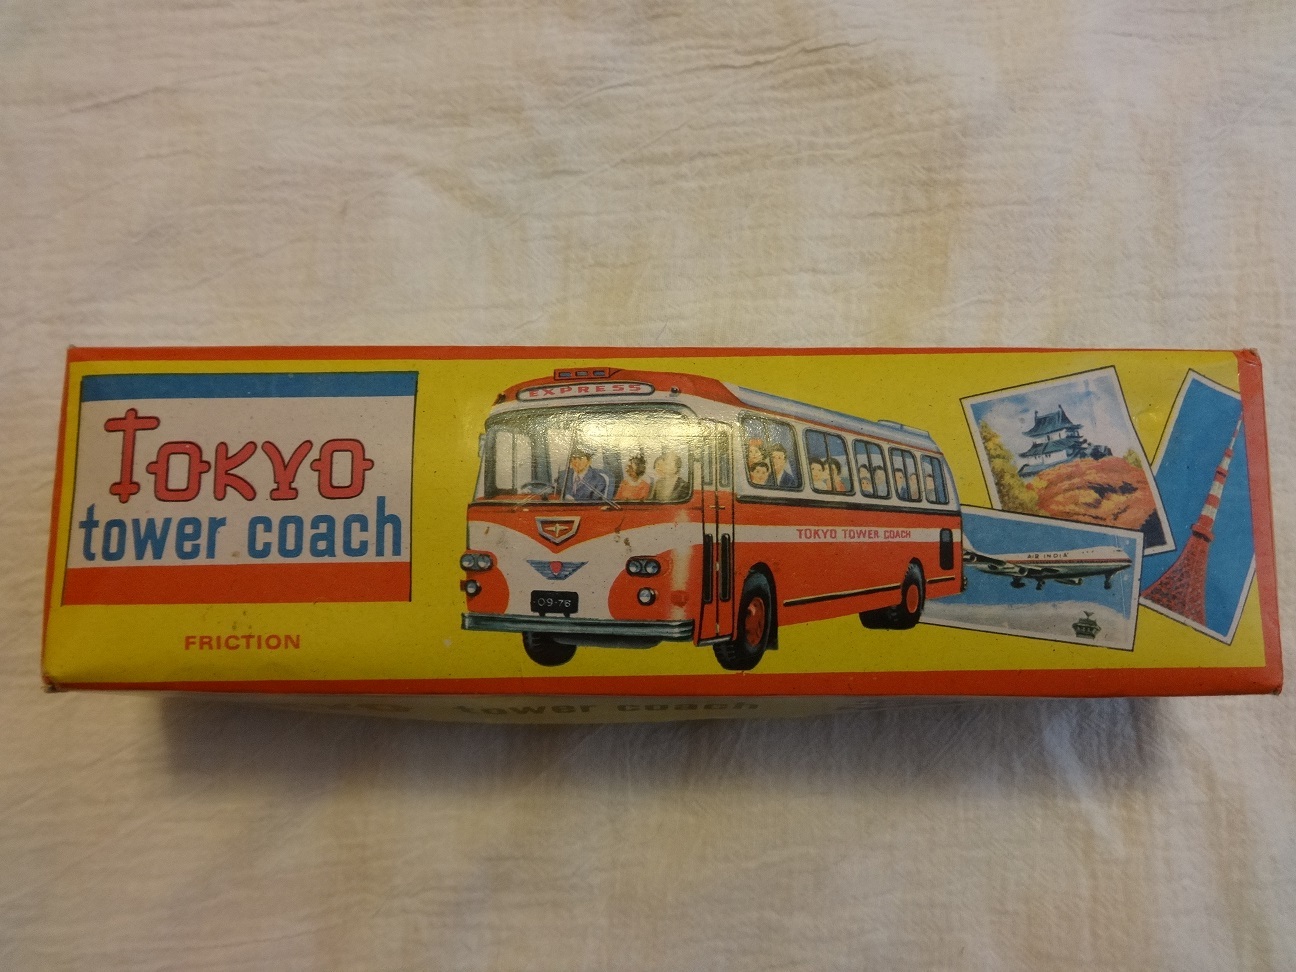 TOKYO
tower coach
FRICTION
EXPRESS
09-78
TOKYO TOWER COACH
AIR INDIA
tower coach